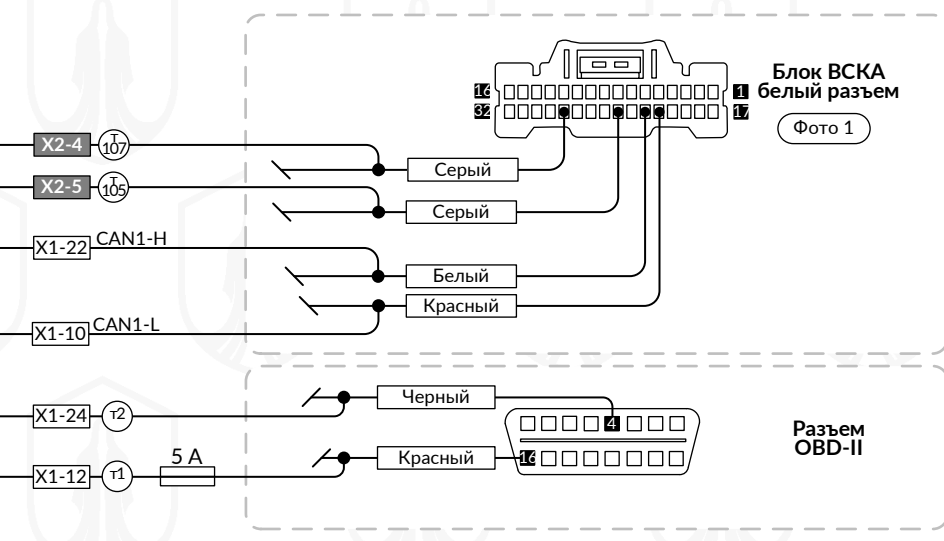 Блок BCKA
белый разъем
Фото 1
16
1
32
17
X2-4
T
107
Серый
X2-5
T
105
Серый
X1-22
CAN1-H
Белый
Красный
X1-10
CAN1-L
Черный
X1-24
т2
4
Разъем
OBD-II
5 А
Красный
16
X1-12
т1